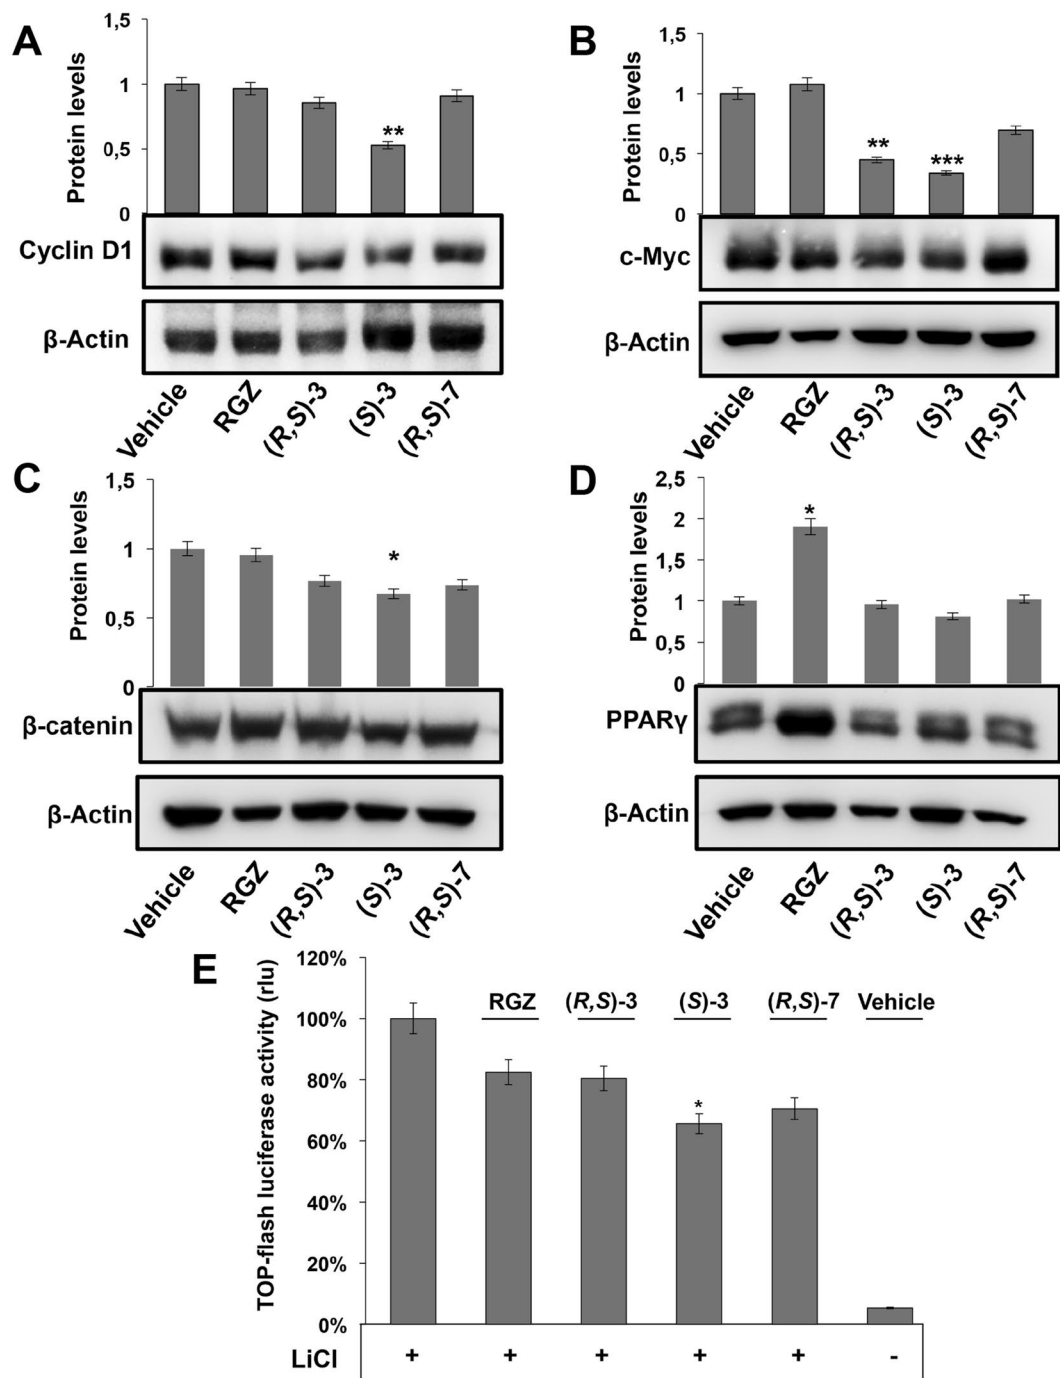 A
Protein levels
1,5
1
0,5
0
**
Cyclin D1
β-Actin
Vehicle
RGZ
(R,S)-3
(S)-3
(R,S)-7
B
Protein levels
1,5
1
0,5
0
**
***
c-Myc
β-Actin
Vehicle
RGZ
(R,S)-3
(S)-3
(R,S)-7
C
Protein levels
1,5
1
0,5
0
*
β-catenin
β-Actin
Vehicle
RGZ
(R,S)-3
(S)-3
(R,S)-7
D
Protein levels
2,5
2
1,5
1
0,5
0
*
PPARγ
β-Actin
Vehicle
RGZ
(R,S)-3
(S)-3
(R,S)-7
E
TOP-flash luciferase activity (rlu)
120%
100%
80%
60%
40%
20%
0%
RGZ (R,S)-3 (S)-3 (R,S)-7 Vehicle
*
LiCl + + + + + -